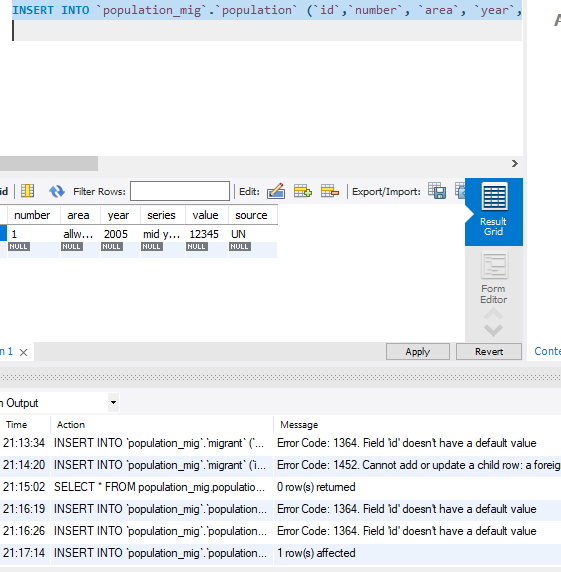 INSERT INTO `population_mig`.`population` (`id`,`number`, `area`, `year`,
A
id Filter Rows: Edit: Export/Import:
number area year series value source
1 allw... 2005 mid y... 12345 UN
NULL NULL NULL NULL NULL NULL
Result
Grid
Form
Editor
n 1 × Apply Revert Conte
n Output
Time Action Message
21:13:34 INSERT INTO `population_mig`.`migrant` (`... Error Code: 1364. Field 'id' doesn't have a default value
21:14:20 INSERT INTO `population_mig`.`migrant` (`i... Error Code: 1452. Cannot add or update a child row: a foreig
21:15:02 SELECT * FROM population_mig.populatio... 0 row(s) returned
21:16:19 INSERT INTO `population_mig`.`population... Error Code: 1364. Field 'id' doesn't have a default value
21:16:26 INSERT INTO `population_mig`.`population... Error Code: 1364. Field 'id' doesn't have a default value
21:17:14 INSERT INTO `population_mig`.`population... 1 row(s) affected